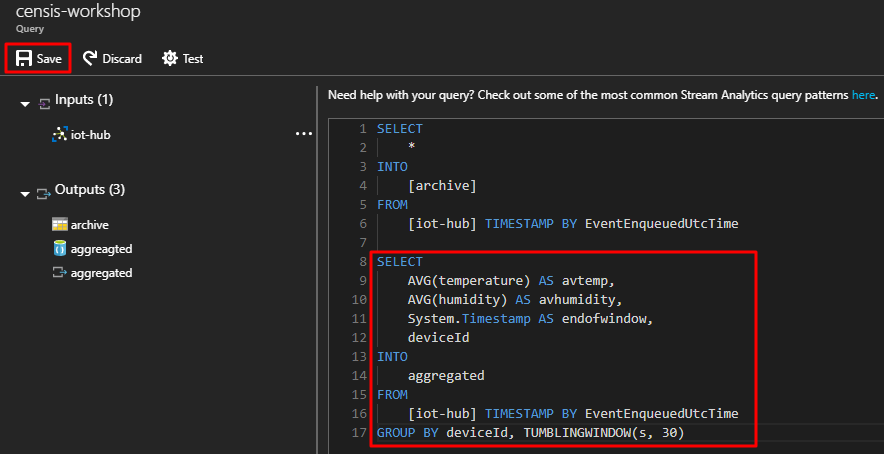 censis-workshop
Query
Save Discard Test
Inputs (1)
iot-hub ...
Outputs (3)
archive
aggreagted
aggregated
Need help with your query? Check out some of the most common Stream Analytics query patterns here.
1 SELECT
2 *
3 INTO
4 [archive]
5 FROM
6 [iot-hub] TIMESTAMP BY EventEnqueuedUtcTime
7
8 SELECT
9 AVG(temperature) AS avtemp,
10 AVG(humidity) AS avhumidity,
11 System.Timestamp AS endofwindow,
12 deviceId
13 INTO
14 aggregated
15 FROM
16 [iot-hub] TIMESTAMP BY EventEnqueuedUtcTime
17 GROUP BY deviceId, TUMBLINGWINDOW(s, 30)